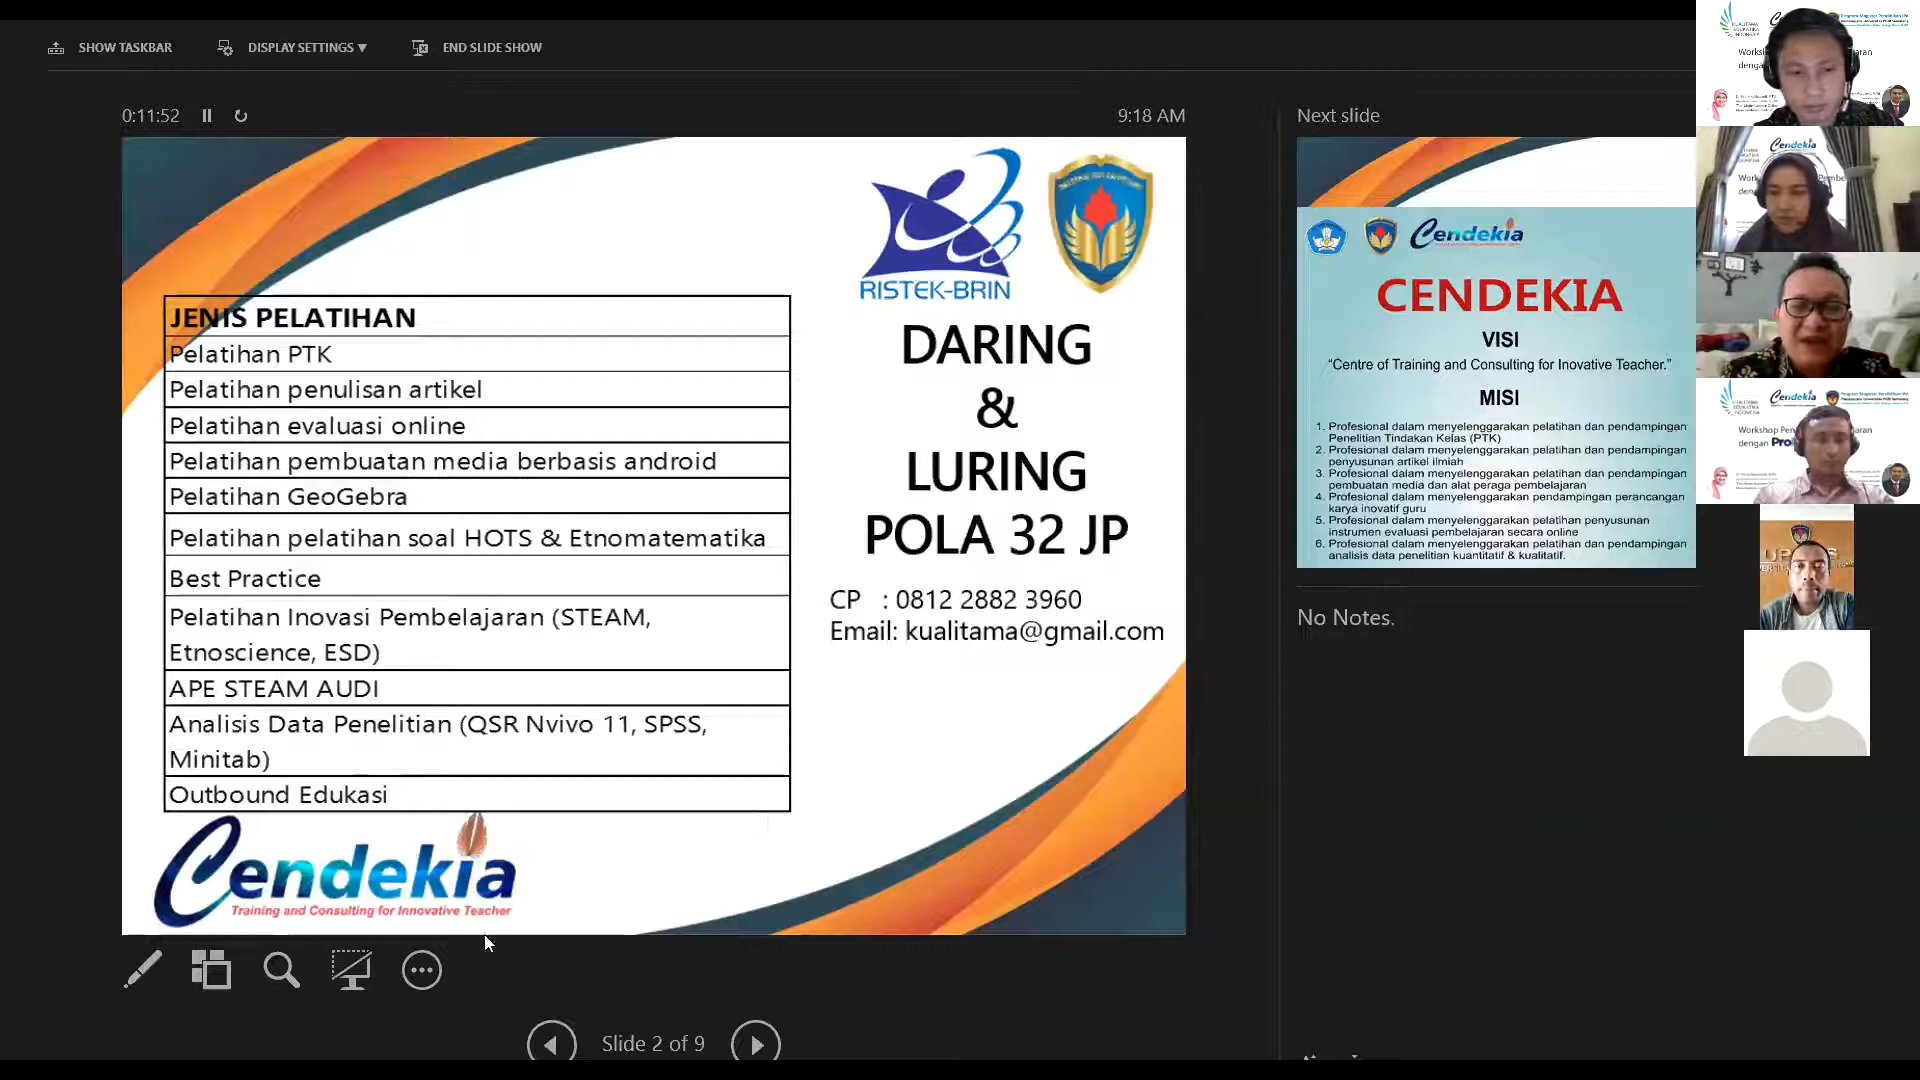 SHOW TASKBAR
DISPLAY SETTINGS ▼
END SLIDE SHOW
0:11:52
9:18 AM
JENIS PELATIHAN
Pelatihan PTK
Pelatihan penulisan artikel
Pelatihan evaluasi online
Pelatihan pembuatan media berbasis android
Pelatihan GeoGebra
Pelatihan pelatihan soal HOTS & Etnomatematika
Best Practice
Pelatihan Inovasi Pembelajaran (STEAM,
Etnoscience, ESD)
APE STEAM AUDI
Analisis Data Penelitian (QSR Nvivo 11, SPSS,
Minitab)
Outbound Edukasi
Cendekia
Training and Consulting for Innovative Teacher
RISTEK-BRIN
DARING
&
LURING
POLA 32 JP
CP : 0812 2882 3960
Email: kualitama@gmail.com
Slide 2 of 9
Next slide
Cendekia
CENDEKIA
VISI
“Centre of Training and Consulting for Inovative Teacher.”
MISI
1. Profesional dalam menyelenggarakan pelatihan dan pendampingan
Penelitian Tindakan Kelas (PTK)
2. Profesional dalam menyelenggarakan pelatihan dan pendampingan
penyusunan artikel ilmiah
3. Profesional dalam menyelenggarakan pelatihan dan pendampingan
pembuatan media dan alat peraga pembelajaran
4. Profesional dalam menyelenggarakan pendampingan perancangan
karya inovatif guru
5. Profesional dalam menyelenggarakan pelatihan penyusunan
instrumen evaluasi pembelajaran secara online
6. Profesional dalam menyelenggarakan pelatihan dan pendampingan
analisis data penelitian kuantitatif & kualitatif.
No Notes.
Cendekia
Cendekia
dengan